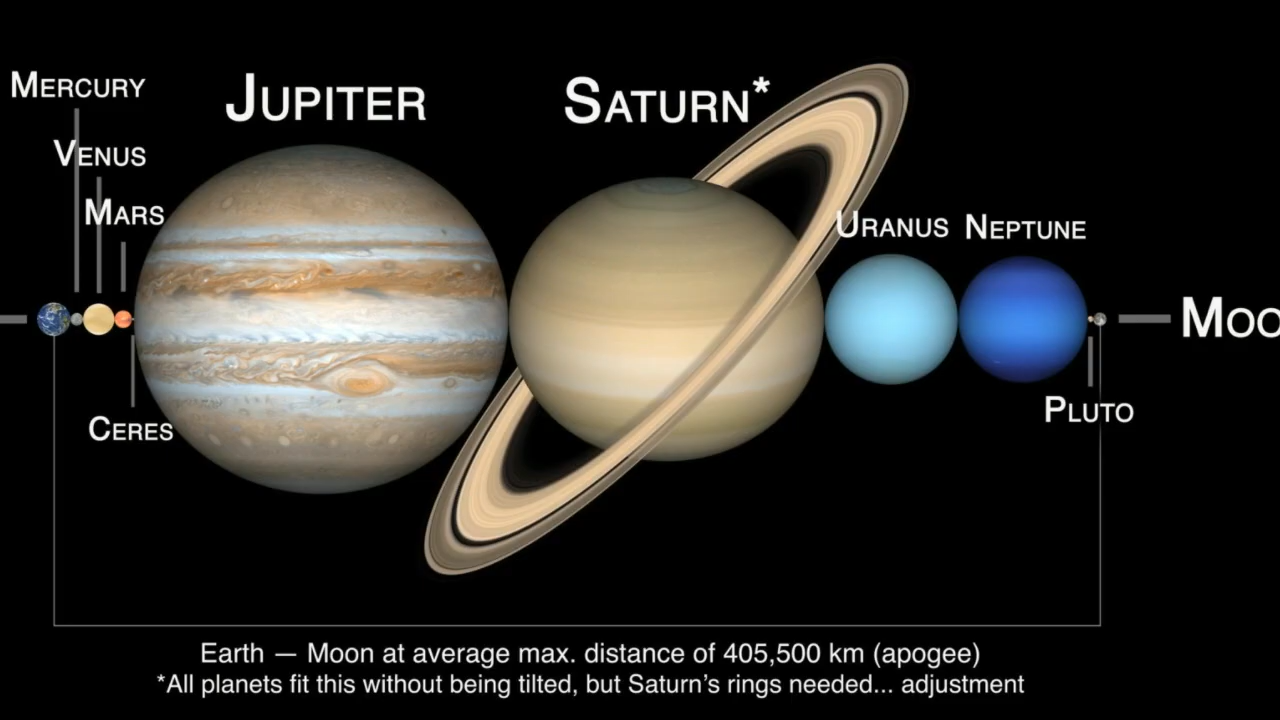 Mercury
Venus
Mars
Jupiter
Saturn*
Uranus
Neptune
Moo
Ceres
Pluto
Earth — Moon at average max. distance of 405,500 km (apogee)
*All planets fit this without being tilted, but Saturn's rings needed... adjustment